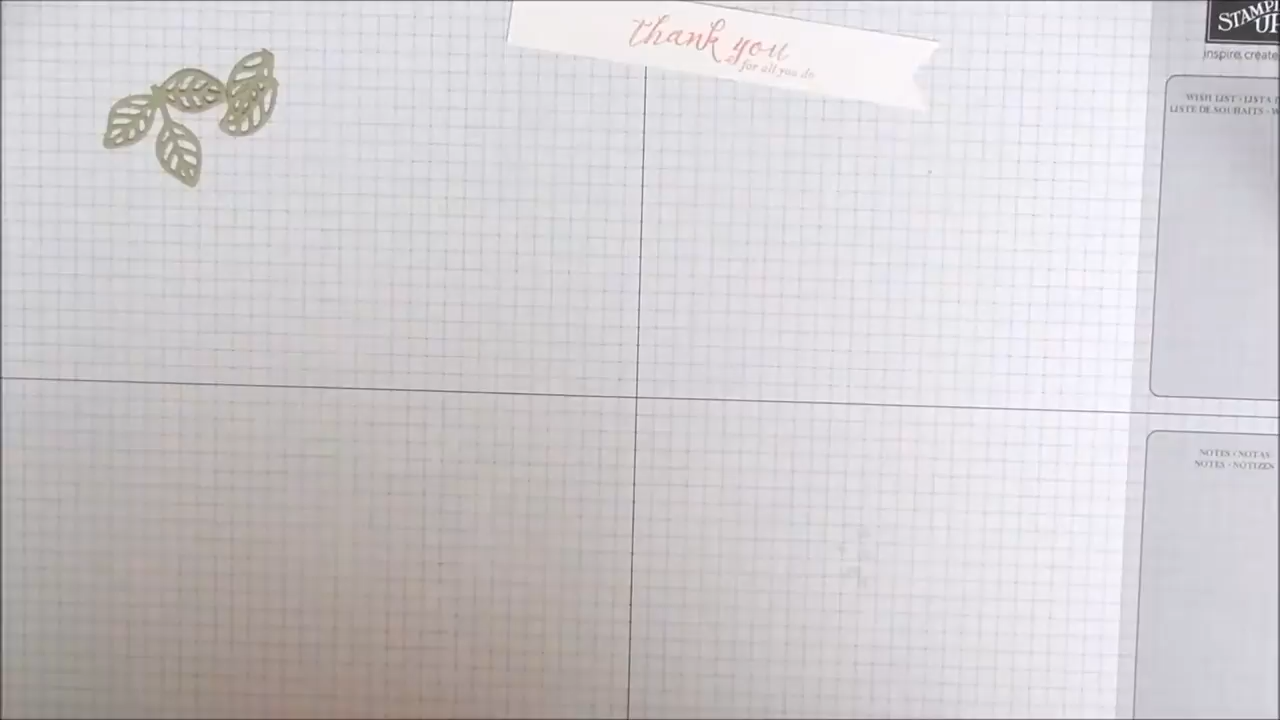 thank you
for all you do
STAMPI
UP
inspire. create
WISH LIST · LISTA
LISTE DE SOUHAITS · W
NOTES · NOTAS
NOTES · NOTIZEN